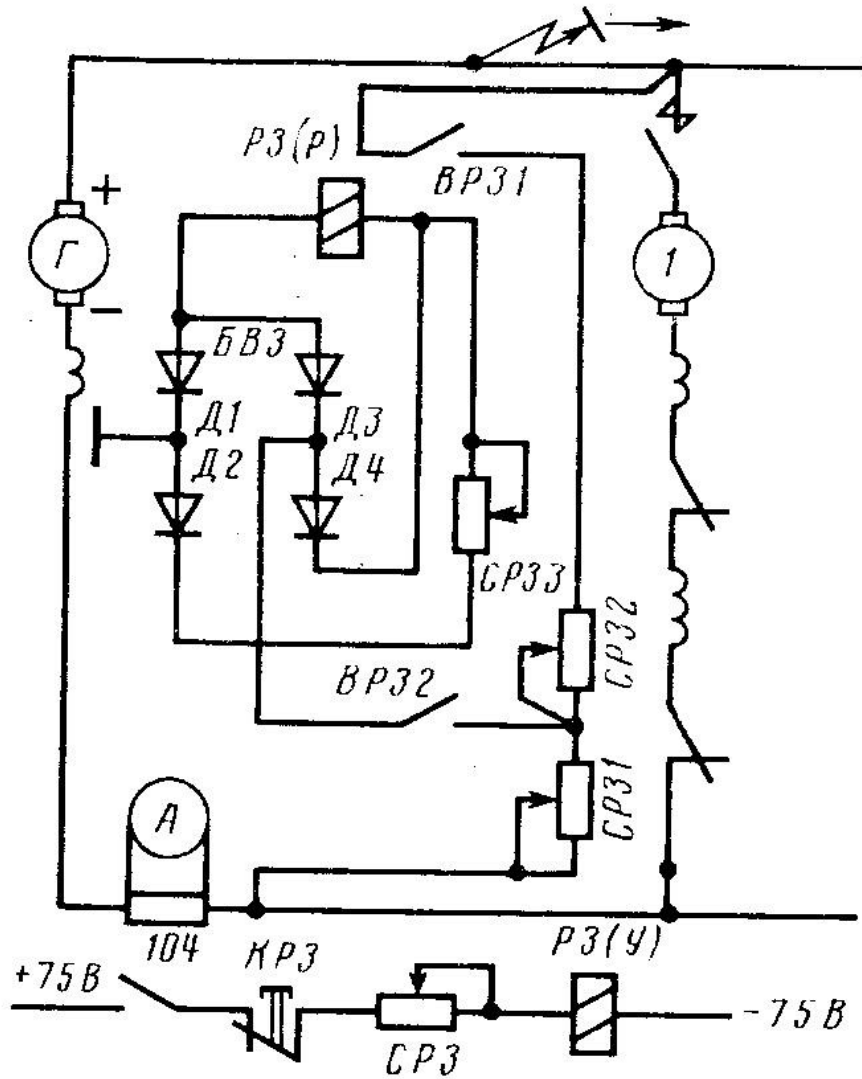 РЗ(Р)
ВРЗ1
+
Г
1
−
БВЗ
Д1
Д3
Д2
Д4
СРЗ3
СРЗ2
ВРЗ2
СРЗ1
А
104
КРЗ
РЗ(У)
+75В
−75В
СРЗ